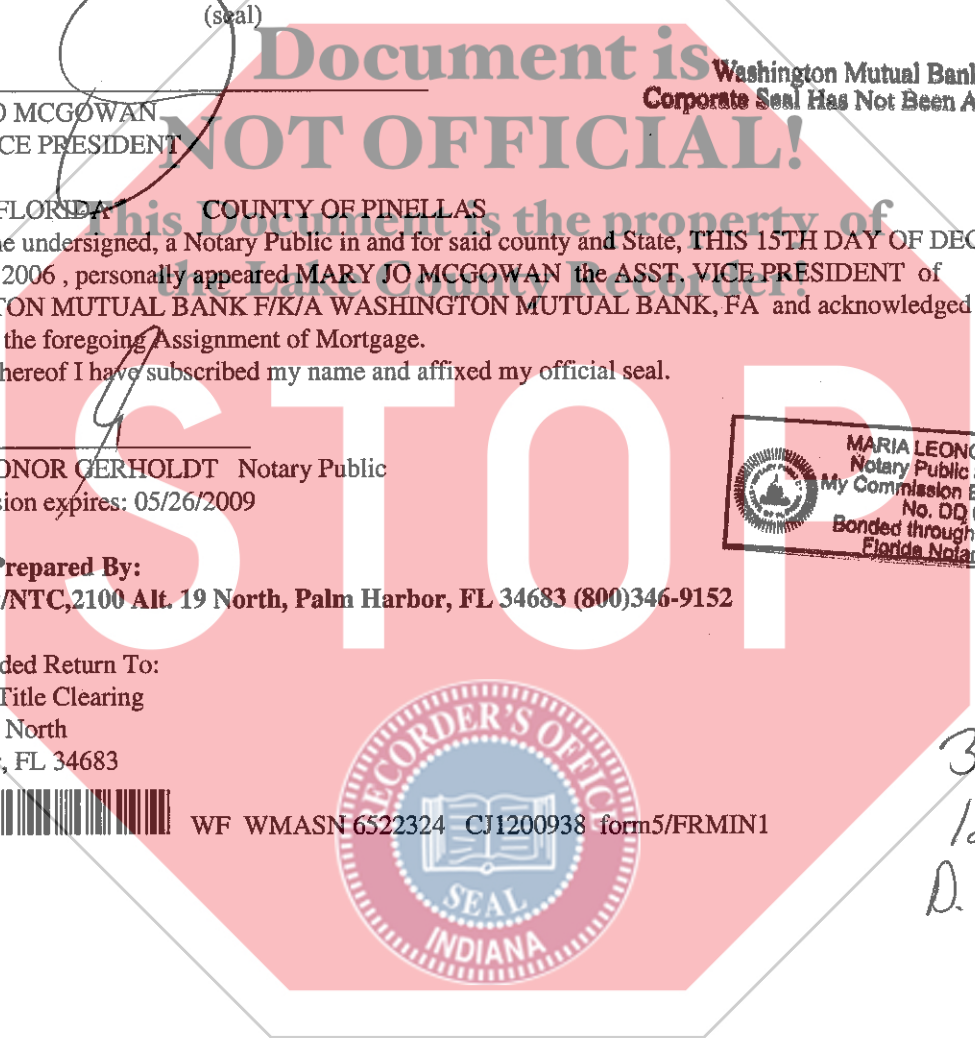 (seal)
Document is
Washington Mutual Bank
Corporate Seal Has Not Been A
O MCGOWAN
CE PRESIDENT
NOT OFFICIAL!
FLORIDA COUNTY OF PINELLAS
This Document is the property of
e undersigned, a Notary Public in and for said county and State, THIS 15TH DAY OF DEC
2006 , personally appeared MARY JO MCGOWAN the ASST. VICE PRESIDENT of
the Lake County Recorder!
TON MUTUAL BANK F/K/A WASHINGTON MUTUAL BANK, FA and acknowledged
the foregoing Assignment of Mortgage.
hereof I have subscribed my name and affixed my official seal.
STOP
ONOR GERHOLDT Notary Public
sion expires: 05/26/2009
MARIA LEONO
Notary Public
My Commission E
No. DD
Bonded through
Florida Notar
Prepared By:
/NTC,2100 Alt. 19 North, Palm Harbor, FL 34683 (800)346-9152
ded Return To:
Title Clearing
North
, FL 34683
WF WMASN 6522324 CJ1200938 form5/FRMIN1
RECORDER'S OFFICE
SEAL
INDIANA
D.